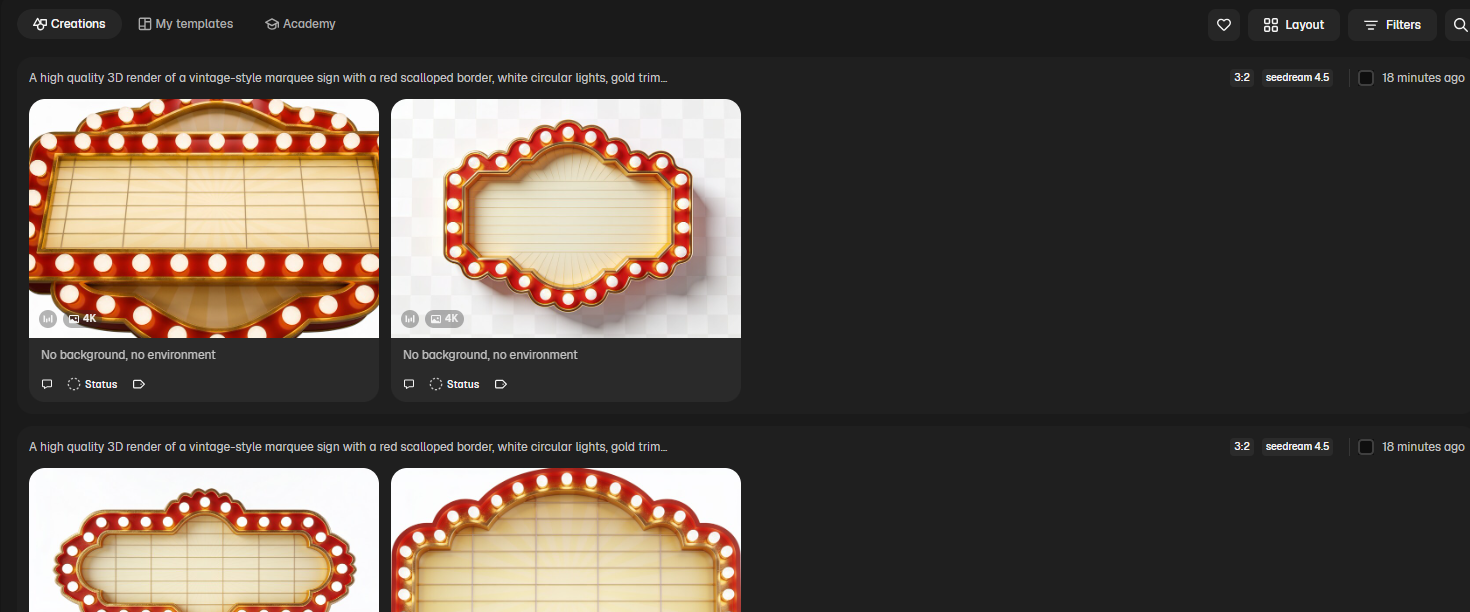 Creations
My templates
Academy
Layout
Filters
A high quality 3D render of a vintage-style marquee sign with a red scalloped border, white circular lights, gold trim...
3:2
seedream 4.5
18 minutes ago
4K
4K
No background, no environment
No background, no environment
Status
Status
A high quality 3D render of a vintage-style marquee sign with a red scalloped border, white circular lights, gold trim...
3:2
seedream 4.5
18 minutes ago